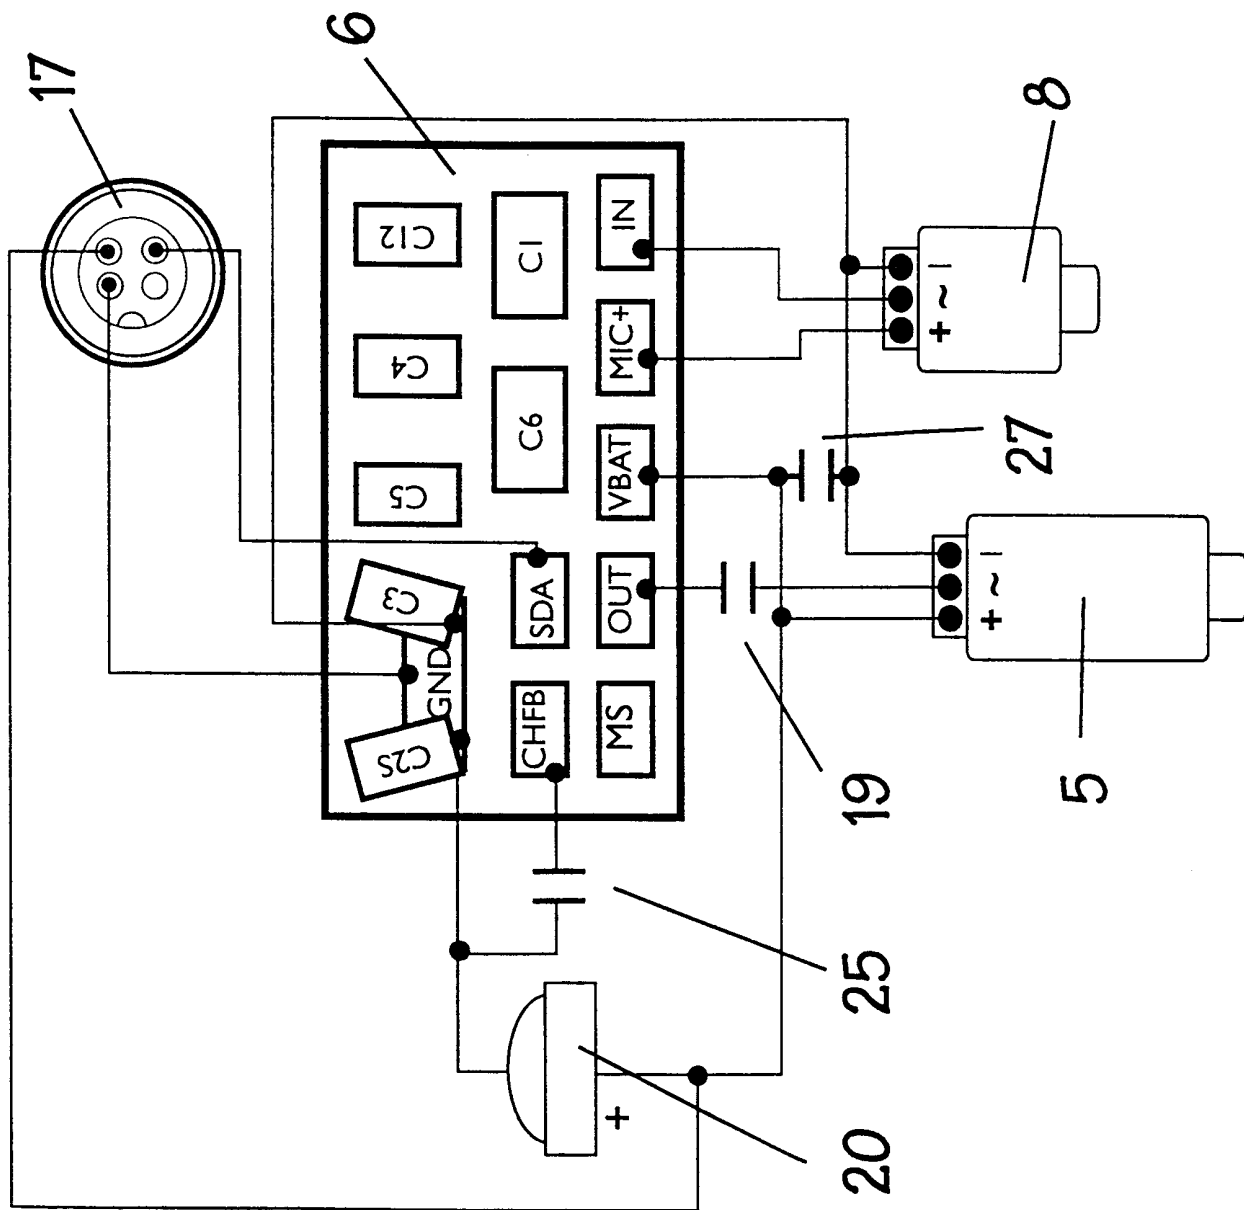 17
6
C12
C4
C5
C3
GND
C2S
C1
C6
SDA
CHFB
IN
MIC+
VBAT
OUT
MS
+ ~ −
8
27
+ ~ −
5
19
25
20
+